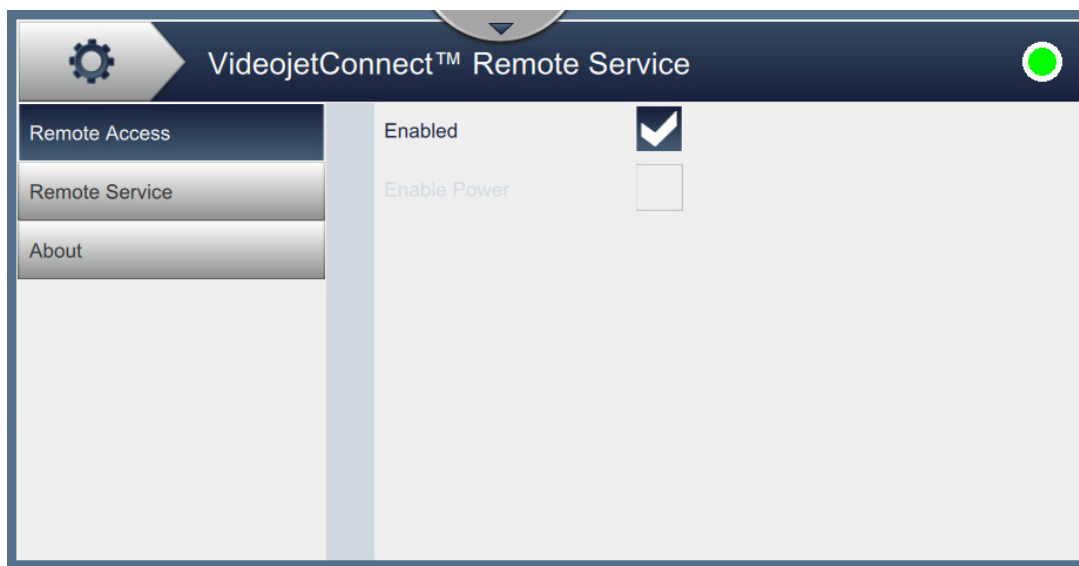 VideojetConnect™ Remote Service
Remote Access
Enabled
Remote Service
Enable Power
About